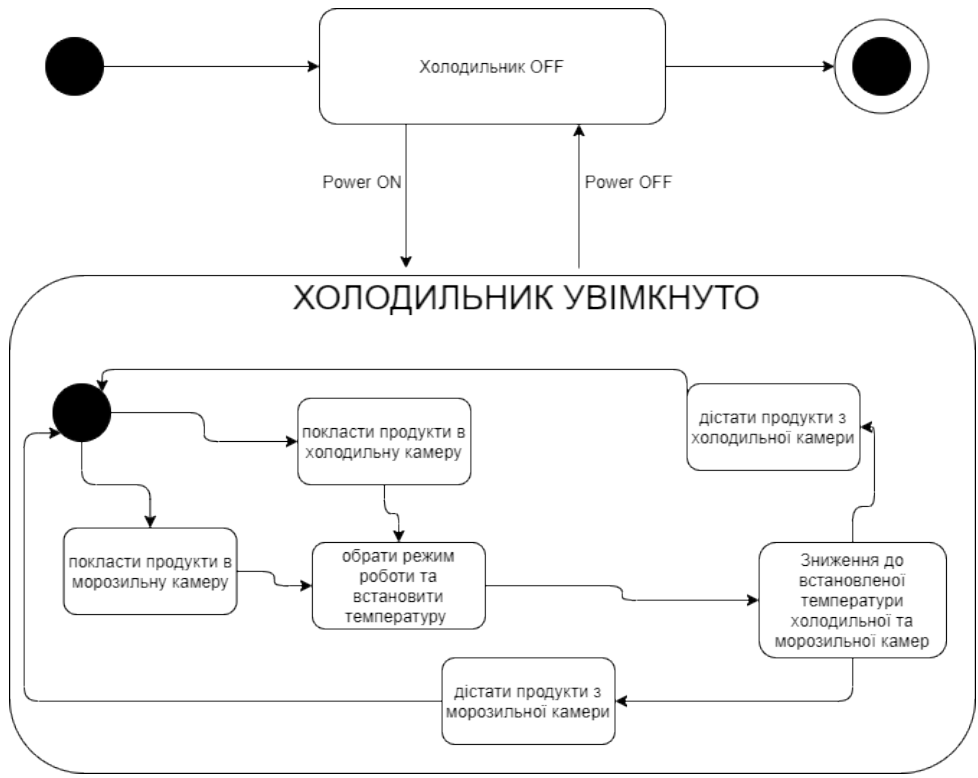 Холодильник OFF
Power ON
Power OFF
ХОЛОДИЛЬНИК УВІМКНУТО
покласти продукти в
холодильну камеру
дістати продукти з
холодильної камери
покласти продукти в
морозильну камеру
обрати режим
роботи та
встановити
температуру
Зниження до
встановленої
температури
холодильної та
морозильної камер
дістати продукти з
морозильної камери